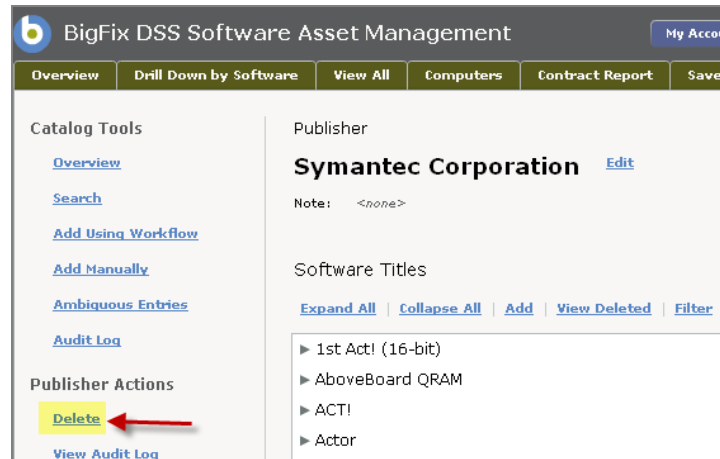 b BigFix DSS Software Asset Management
My Accou
Overview Drill Down by Software View All Computers Contract Report Save
Catalog Tools
Overview
Search
Add Using Workflow
Add Manually
Ambiguous Entries
Audit Log
Publisher Actions
Delete
View Audit Log
Publisher
Symantec Corporation Edit
Note: <none>
Software Titles
Expand All | Collapse All | Add | View Deleted | Filter
1st Act! (16-bit)
AboveBoard QRAM
ACT!
Actor